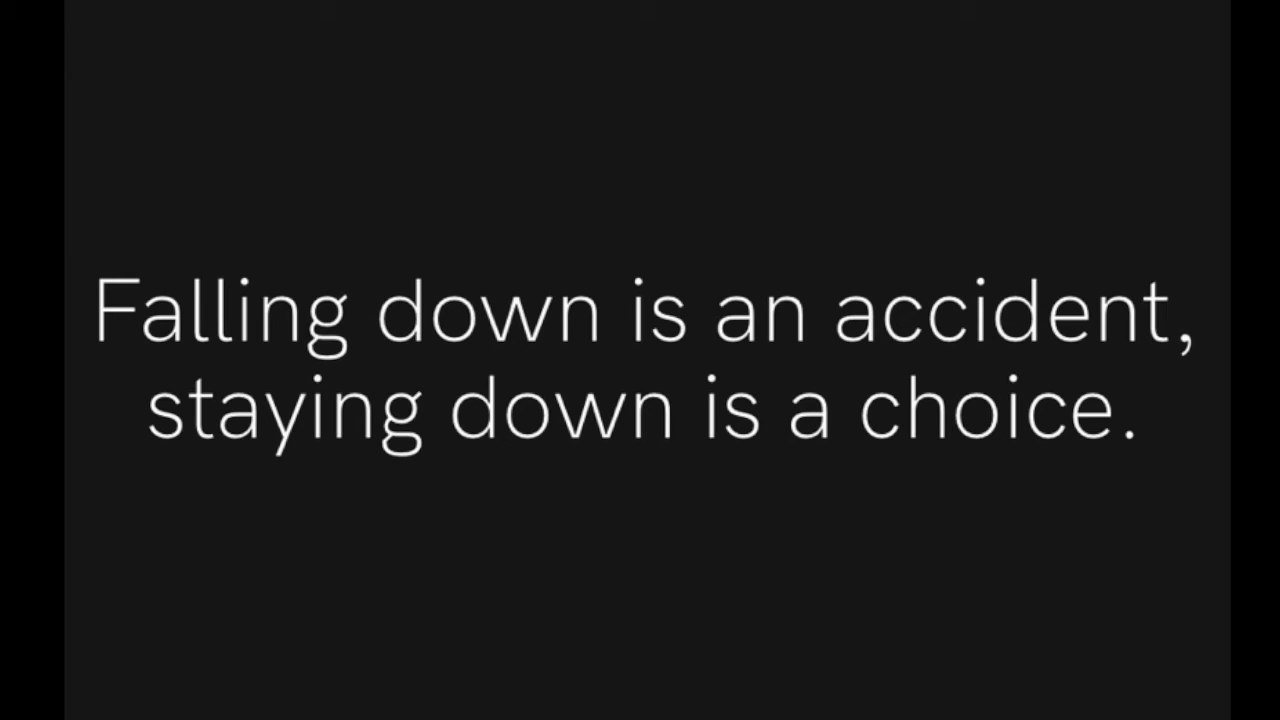 Falling down is an accident,
staying down is a choice.